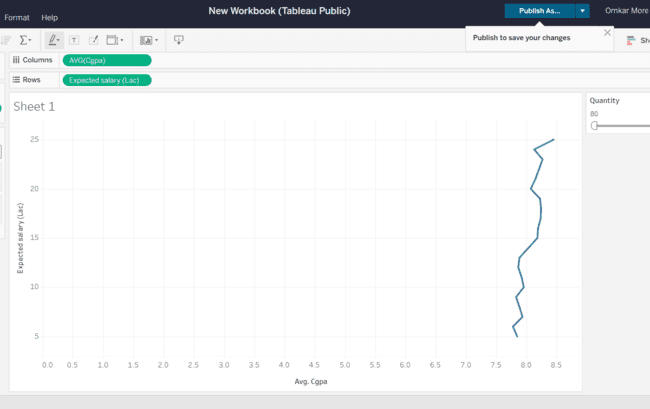 New Workbook (Tableau Public)
Publish As...
Omkar More
Format Help
Publish to save your changes
Columns AVG(Cgpa)
Rows Expected salary (Lac)
Sheet 1
Quantity
80
25
20
15
10
5
Expected salary (Lac)
0.0 0.5 1.0 1.5 2.0 2.5 3.0 3.5 4.0 4.5 5.0 5.5 6.0 6.5 7.0 7.5 8.0 8.5
Avg. Cgpa